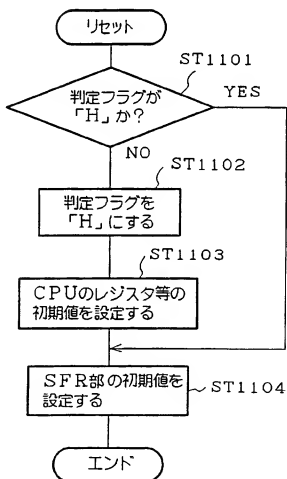 リセット
ST1101
判定フラグが
「H」か?
YES
NO
ST1102
判定フラグを
「H」にする
ST1103
CPUのレジスタ等の
初期値を設定する
SFR部の初期値を
設定する
ST1104
エンド